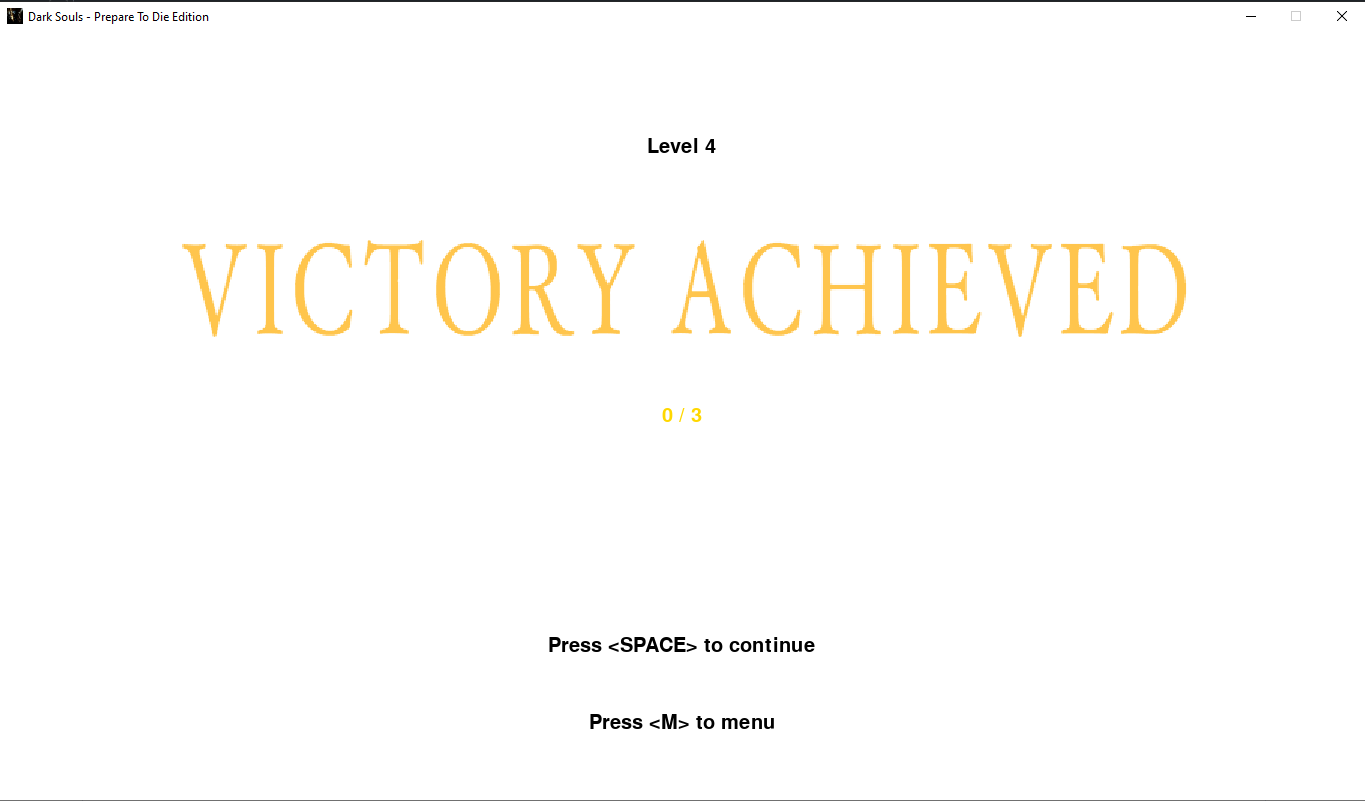 Dark Souls - Prepare To Die Edition
Level 4
VICTORY ACHIEVED
0 / 3
Press <SPACE> to continue
Press <M> to menu